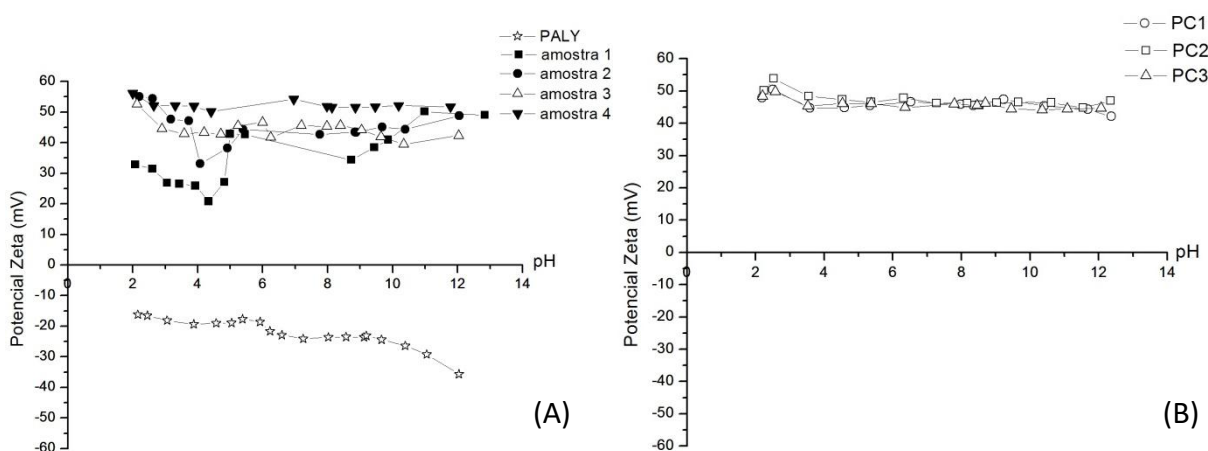 PALY
amostra 1
amostra 2
amostra 3
amostra 4
Potencial Zeta (mV)
60
50
40
30
20
10
0
-10
-20
-30
-40
-50
-60
0 2 4 6 8 10 12 14
pH
(A)
PC1
PC2
PC3
Potencial Zeta (mV)
60
50
40
30
20
10
0
-10
-20
-30
-40
-50
-60
0 2 4 6 8 10 12 14
pH
(B)